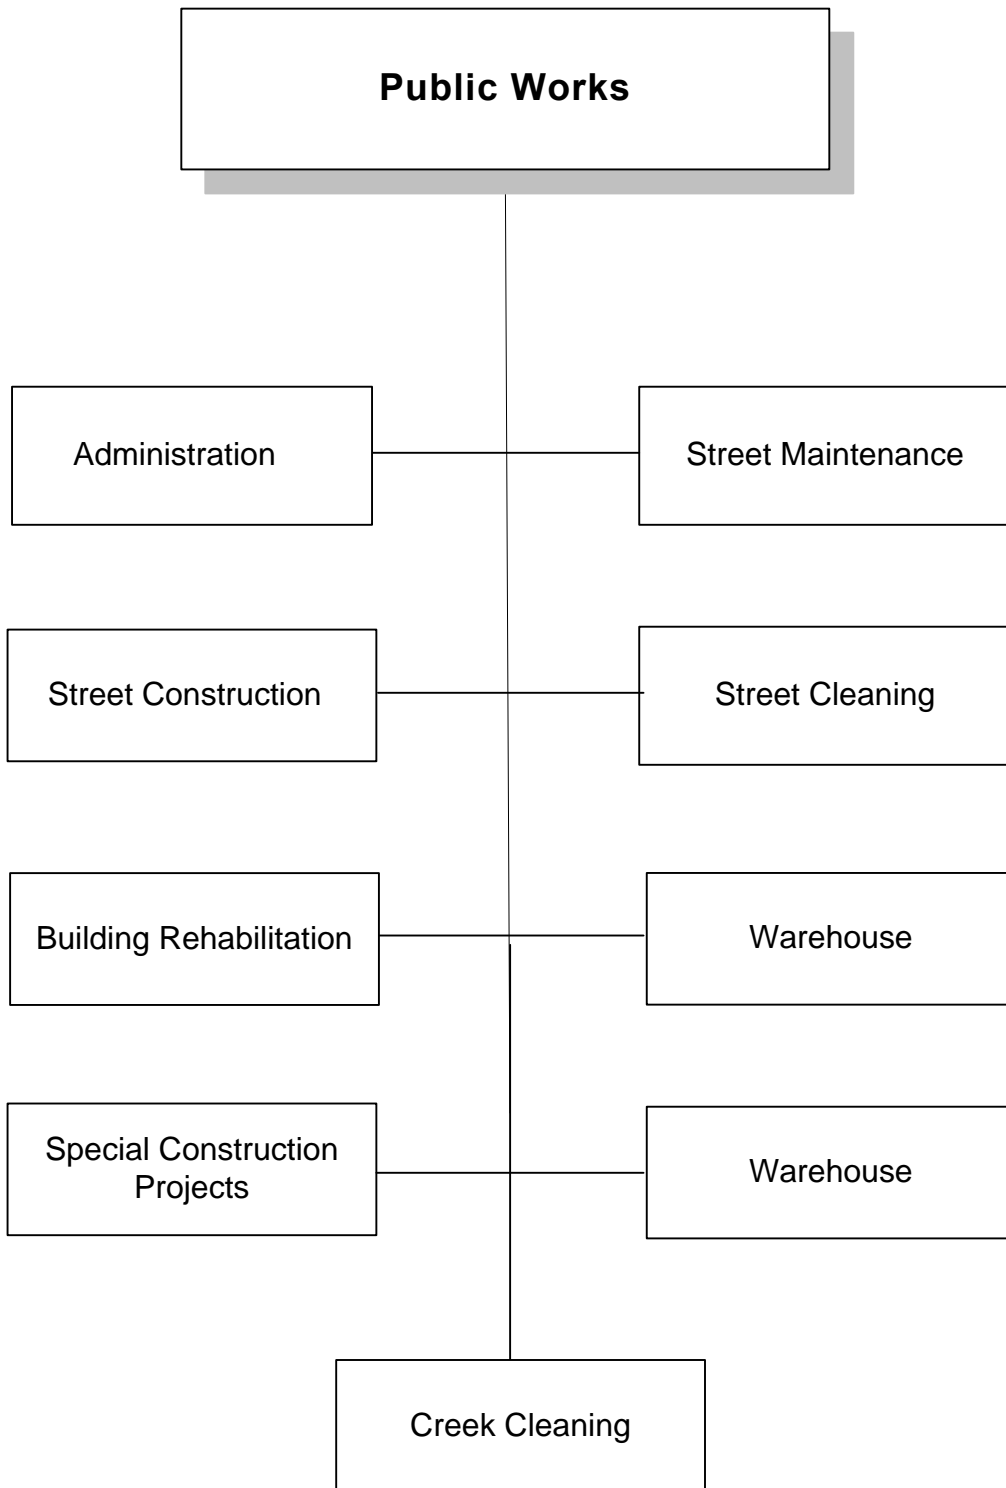 Public Works
Administration
Street Maintenance
Street Construction
Street Cleaning
Building Rehabilitation
Warehouse
Special Construction
Projects
Warehouse
Creek Cleaning